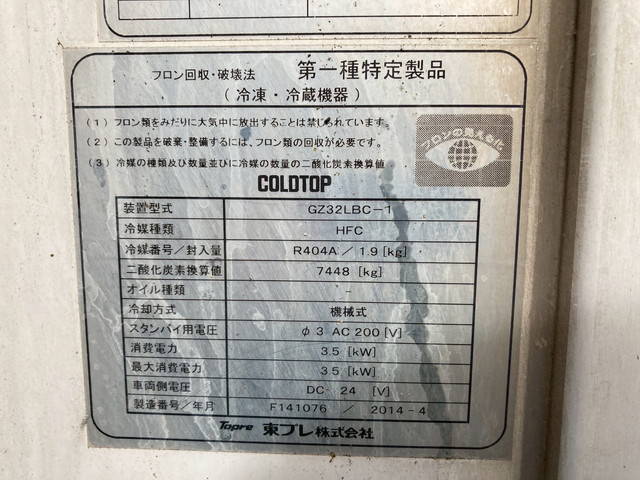 フロン回収・破壊法 第一種特定製品
(冷凍・冷蔵機器)
(1) フロン類をみだりに大気中に放出することは禁じられています。
(2) この製品を廃棄・整備するには、フロン類の回収が必要です。
(3) 冷媒の種類及び数量並びに冷媒の数量の二酸化炭素換算値
フロンの見える化
COLDTOP
装置型式 GZ32LBC-1
冷媒種類 HFC
冷媒番号/封入量 R404A / 1.9 [kg]
二酸化炭素換算値 7448 [kg]
オイル種類 -
冷却方式 機械式
スタンバイ用電圧 φ3 AC 200 [V]
消費電力 3.5 [kW]
最大消費電力 3.5 [kW]
車両側電圧 DC 24 [V]
製造番号/年月 F141076 / 2014-4
Topre 東プレ株式会社